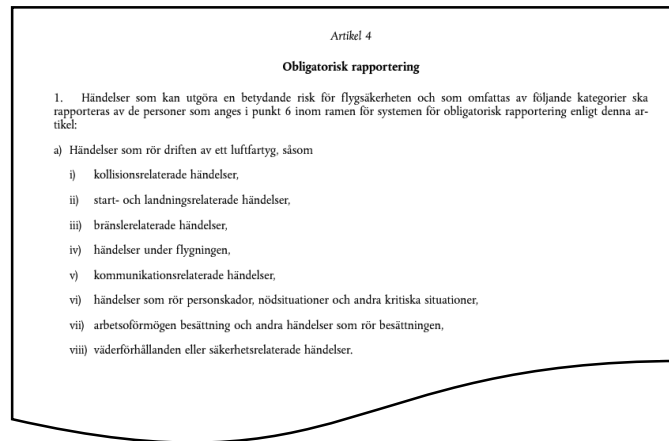 Artikel 4
Obligatorisk rapportering
1. Händelser som kan utgöra en betydande risk för flygsäkerheten och som omfattas av följande kategorier ska
rapporteras av de personer som anges i punkt 6 inom ramen för systemen för obligatorisk rapportering enligt denna ar-
tikel:
a) Händelser som rör driften av ett luftfartyg, såsom
i) kollisionsrelaterade händelser,
ii) start- och landningsrelaterade händelser,
iii) bränslerelaterade händelser,
iv) händelser under flygningen,
v) kommunikationsrelaterade händelser,
vi) händelser som rör personskador, nödsituationer och andra kritiska situationer,
vii) arbetsoförmögen besättning och andra händelser som rör besättningen,
viii) väderförhållanden eller säkerhetsrelaterade händelser.